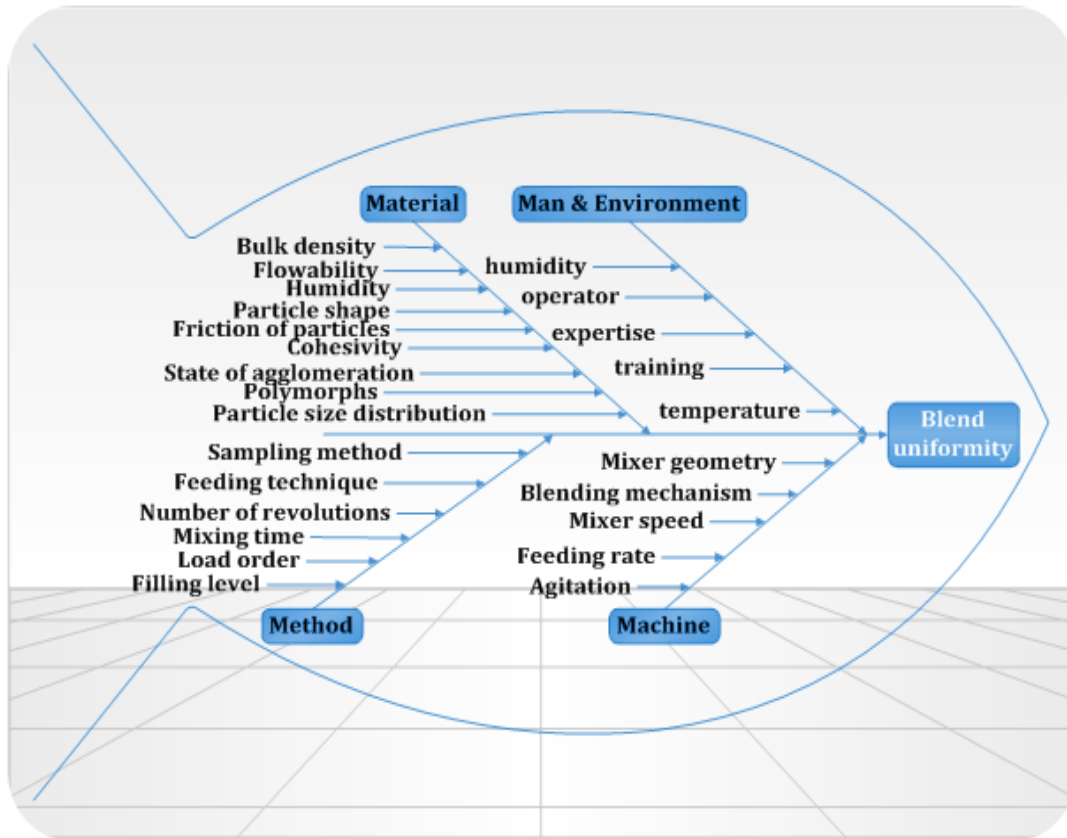 Material
Man & Environment
Bulk density
Flowability
Humidity
Particle shape
Friction of particles
Cohesivity
State of agglomeration
Polymorphs
Particle size distribution
humidity
operator
expertise
training
temperature
Blend
uniformity
Sampling method
Feeding technique
Number of revolutions
Mixing time
Load order
Filling level
Mixer geometry
Blending mechanism
Mixer speed
Feeding rate
Agitation
Method
Machine